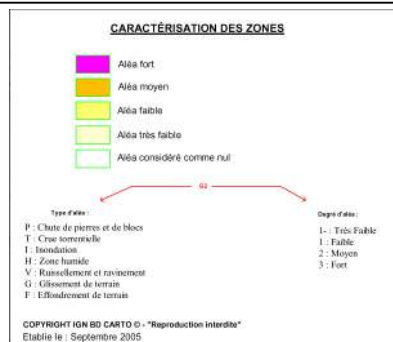 CARACTÉRISATION DES ZONES
Aléa fort
Aléa moyen
Aléa faible
Aléa très faible
Aléa considéré comme nul
G2
Type d'aléa :
P : Chute de pierres et de blocs
T : Crue torrentielle
I : Inondation
H : Zone humide
V : Ruissellement et ravinement
G : Glissement de terrain
F : Effondrement de terrain
Degré d'aléa :
1- : Très Faible
1 : Faible
2 : Moyen
3 : Fort
COPYRIGHT IGN BD CARTO © - "Reproduction interdite"
Etablie le : Septembre 2005